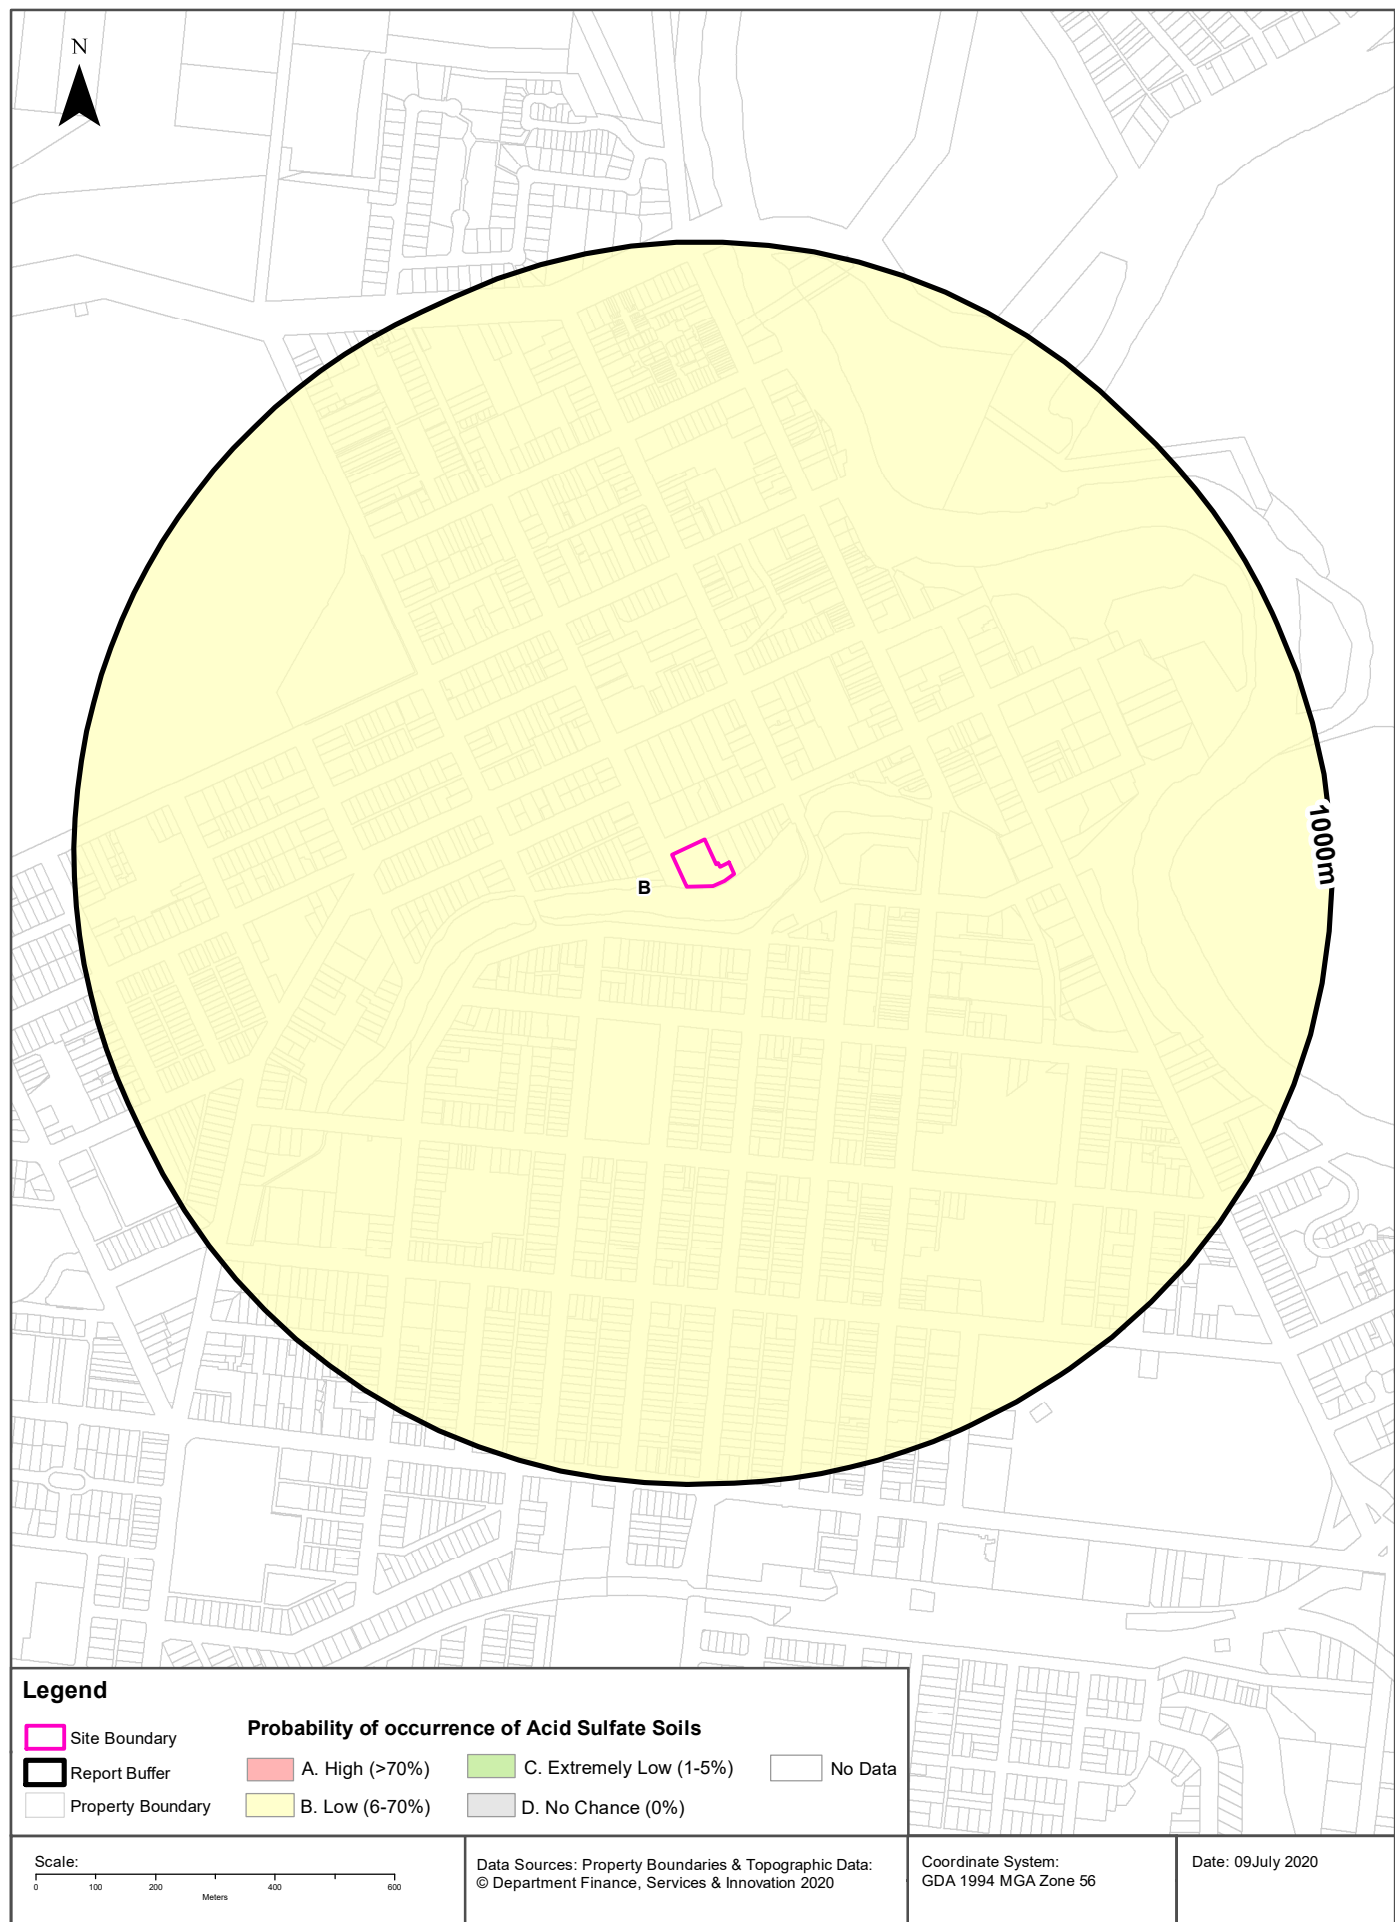 N
1000m
B
Legend
Site Boundary
Report Buffer
Property Boundary
Probability of occurrence of Acid Sulfate Soils
A. High (>70%)
C. Extremely Low (1-5%)
No Data
B. Low (6-70%)
D. No Chance (0%)
Scale:
0 100 200 400 600
Meters
Data Sources: Property Boundaries & Topographic Data:
© Department Finance, Services & Innovation 2020
Coordinate System:
GDA 1994 MGA Zone 56
Date: 09July 2020